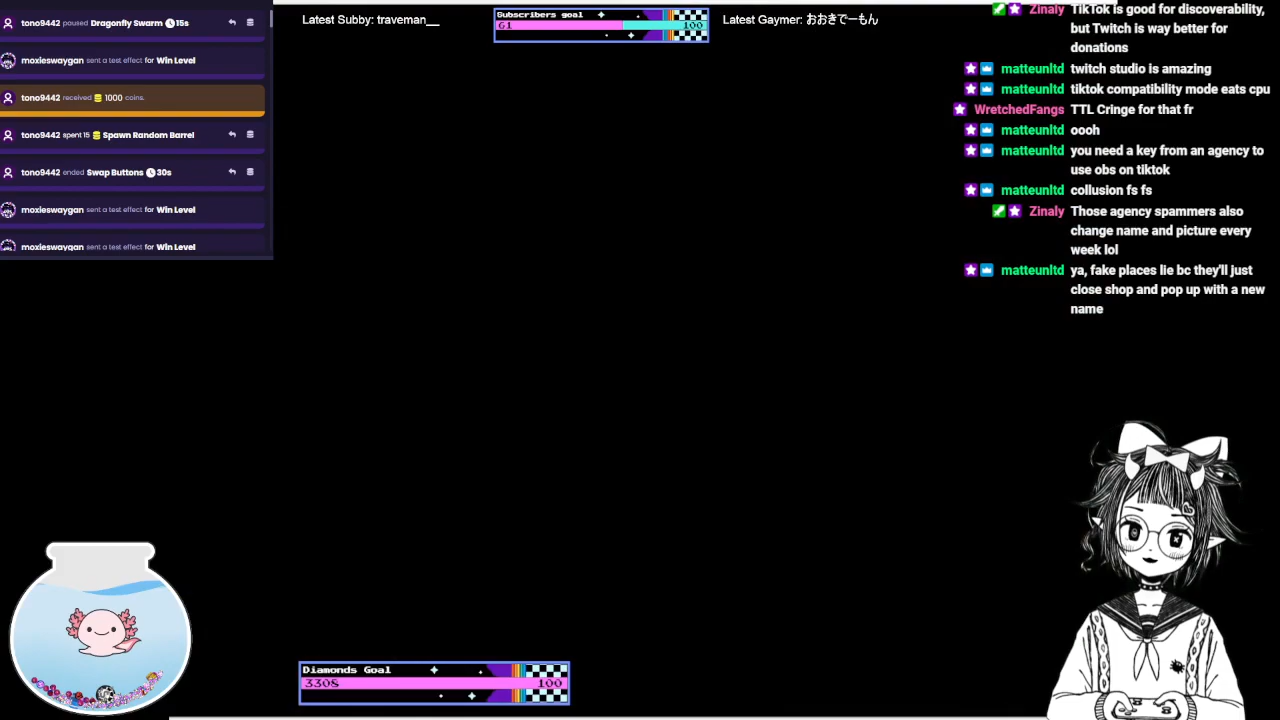 tono9442 paused Dragonfly Swarm 15s
moxieswaygan sent a test effect for Win Level
tono9442 received 1000 coins.
tono9442 spent 15 Spawn Random Barrel
tono9442 ended Swap Buttons 30s
moxieswaygan sent a test effect for Win Level
moxieswaygan sent a test effect for Win Level
Latest Subby: traveman__
Subscribers goal
61 100
Latest Gaymer: おおきでーもん
Zinaly TikTok is good for discoverability,
but Twitch is way better for
donations
matteunltd twitch studio is amazing
matteunltd tiktok compatibility mode eats cpu
WretchedFangs TTL Cringe for that fr
matteunltd oooh
matteunltd you need a key from an agency to
use obs on tiktok
matteunltd collusion fs fs
Zinaly Those agency spammers also
change name and picture every
week lol
matteunltd ya, fake places lie bc they'll just
close shop and pop up with a new
name
Diamonds Goal
3308 100